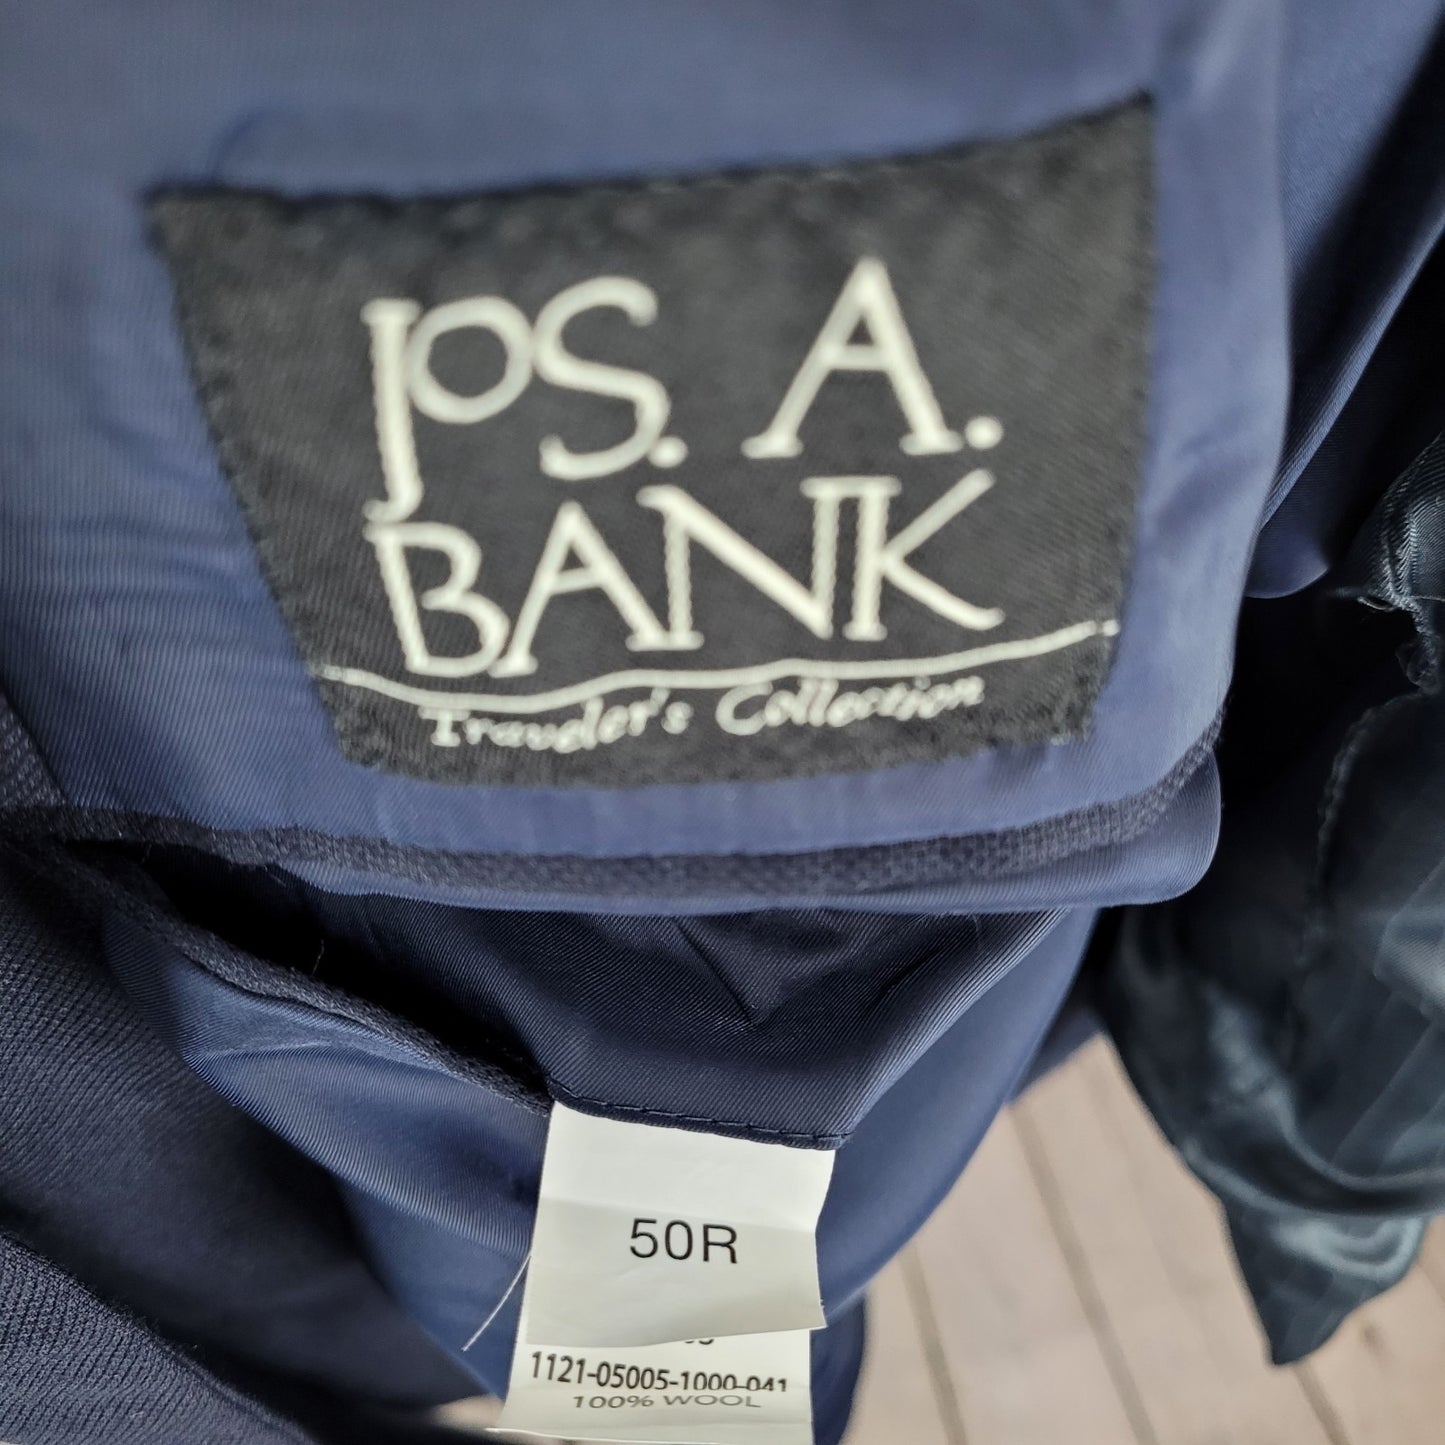 JOS. A.
BANK
Traveler's Collection
50R
1121-05005-1000-041
100% WOOL